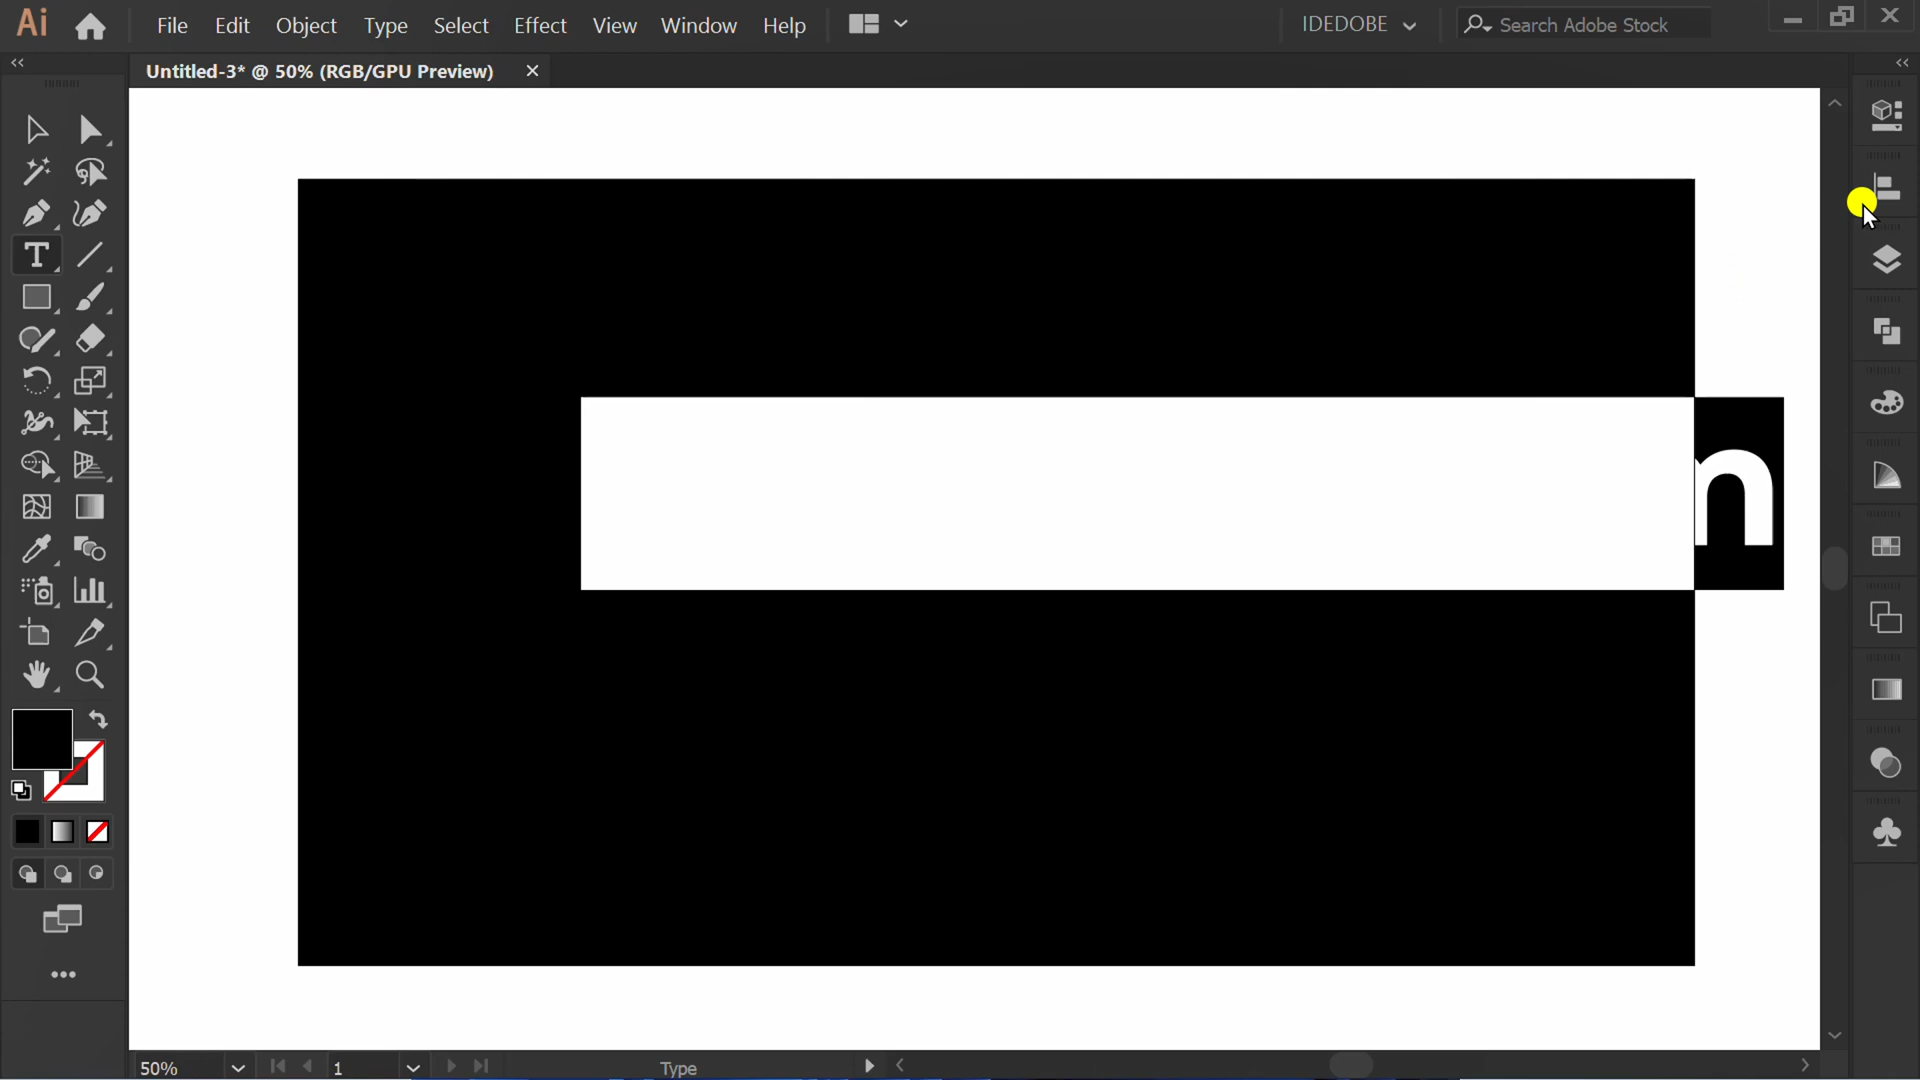 Ai File Edit Object Type Select Effect View Window Help IDEDOBE Search Adobe Stock
Untitled-3* @ 50% (RGB/GPU Preview)
n
50% 1 Type